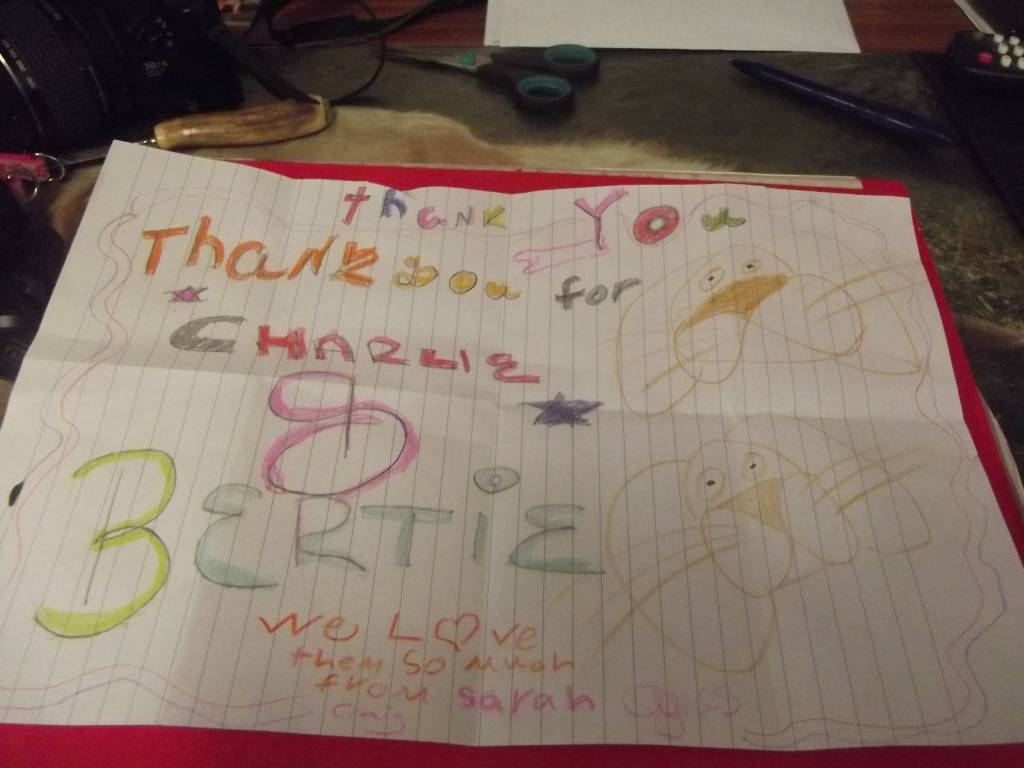 thank You
Thank you for
CHARLIE
&
BERTIE
we Love
them so much
from sarah